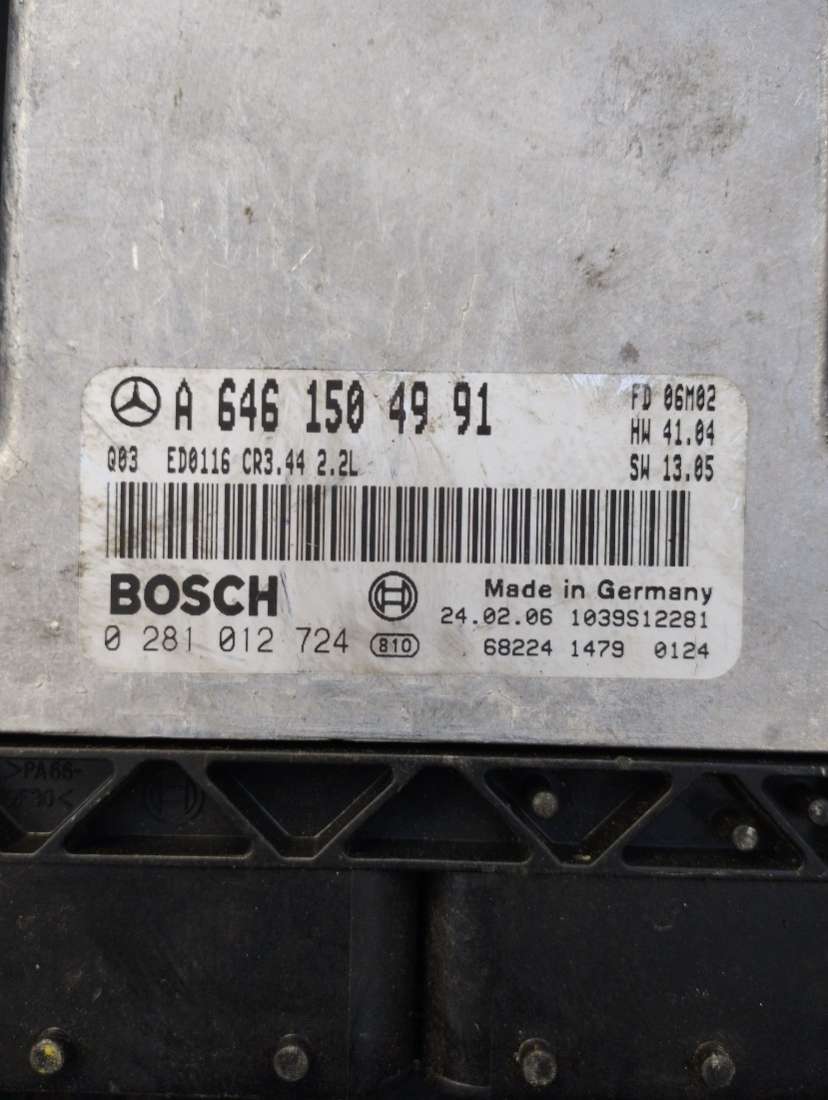 A 646 150 49 91
FD 06M02
HW 41.04
Q03 ED0116 CR3.44 2.2L
SW 13.05
BOSCH
Made in Germany
24.02.06 1039S12281
0 281 012 724 810
68224 1479 0124
>PA66-